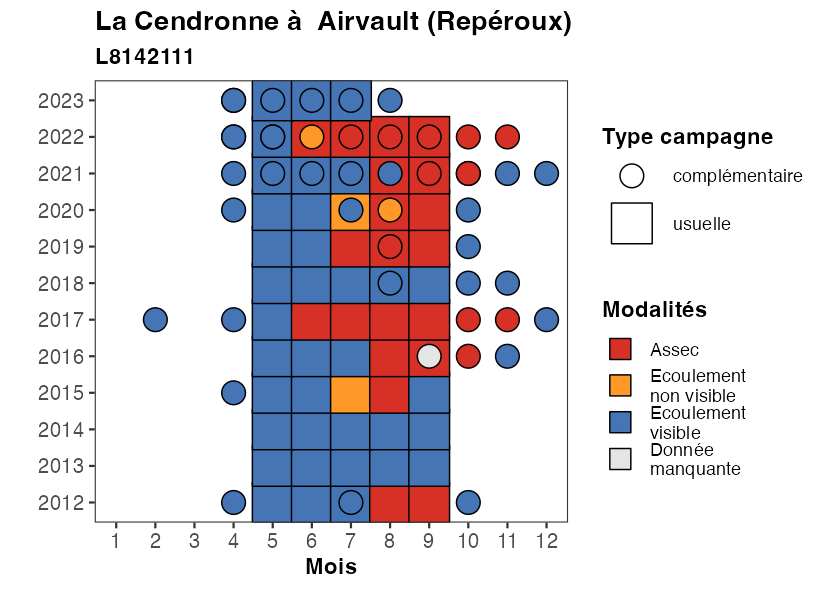 La Cendronne à  Airvault (Repéroux)
L8142111
2023
2022
2021
2020
2019
2018
2017
2016
2015
2014
2013
2012
1 2 3 4 5 6 7 8 9 10 11 12
Mois
Type campagne
complémentaire
usuelle
Modalités
Assec
Ecoulement
non visible
Ecoulement
visible
Donnée
manquante